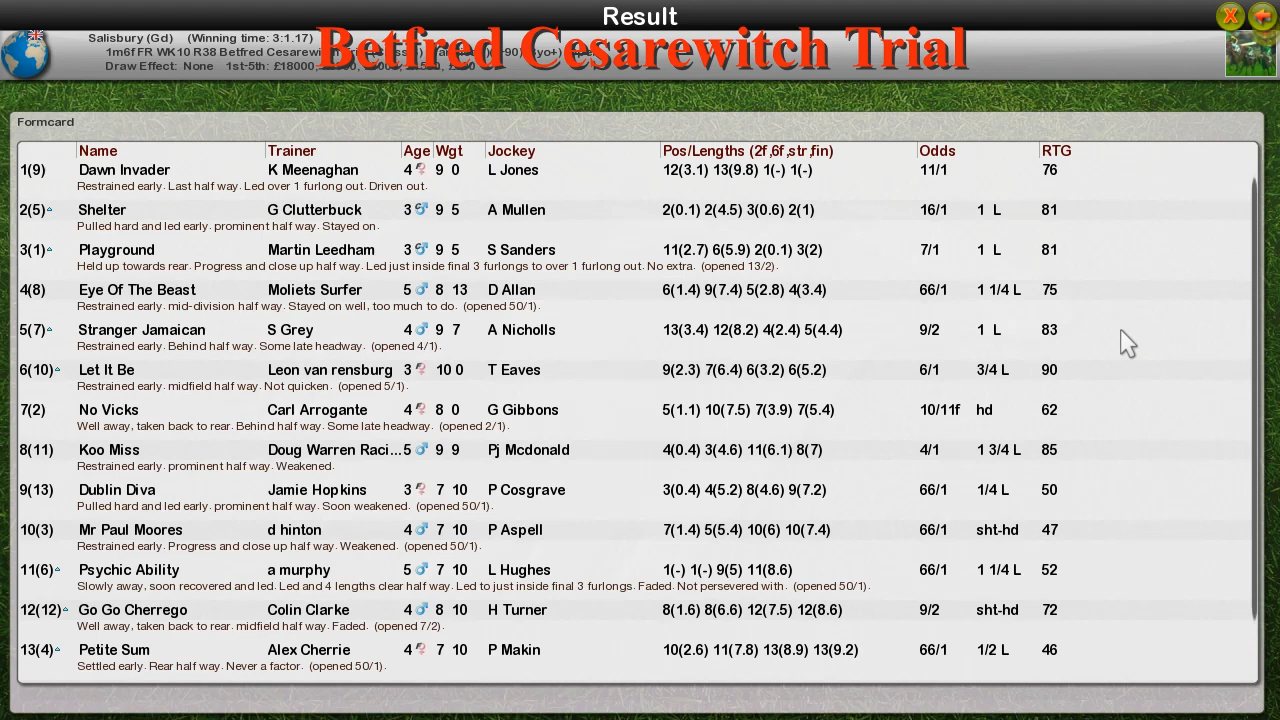 Result
Betfred Cesarewitch Trial
Salisbury (Gd) (Winning time: 3:1.17)
1m6f FR WK10 R38 Betfred
Draw Effect: None 1st-5th: £18000,
Formcard
Name Trainer Age Wgt Jockey Pos/Lengths (2f,6f,str,fin) Odds RTG
1(9) Dawn Invader K Meenaghan 4 9 0 L Jones 12(3.1) 13(9.8) 1(-) 1(-) 11/1 76
Restrained early. Last half way. Led over 1 furlong out. Driven out.
2(5) Shelter G Clutterbuck 3 9 5 A Mullen 2(0.1) 2(4.5) 3(0.6) 2(1) 16/1 1 L 81
Pulled hard and led early. prominent half way. Stayed on.
3(1) Playground Martin Leedham 3 9 5 S Sanders 11(2.7) 6(5.9) 2(0.1) 3(2) 7/1 1 L 81
Held up towards rear. Progress and close up half way. Led just inside final 3 furlongs to over 1 furlong out. No extra. (opened 13/2).
4(8) Eye Of The Beast Moliets Surfer 5 8 13 D Allan 6(1.4) 9(7.4) 5(2.8) 4(3.4) 66/1 1 1/4 L 75
Restrained early. mid-division half way. Stayed on well, too much to do. (opened 50/1).
5(7) Stranger Jamaican S Grey 4 9 7 A Nicholls 13(3.4) 12(8.2) 4(2.4) 5(4.4) 9/2 1 L 83
Restrained early. Behind half way. Some late headway. (opened 4/1).
6(10) Let It Be Leon van rensburg 3 10 0 T Eaves 9(2.3) 7(6.4) 6(3.2) 6(5.2) 6/1 3/4 L 90
Restrained early. midfield half way. Not quicken. (opened 5/1).
7(2) No Vicks Carl Arrogante 4 8 0 G Gibbons 5(1.1) 10(7.5) 7(3.9) 7(5.4) 10/11f hd 62
Well away, taken back to rear. Behind half way. Some late headway. (opened 2/1).
8(11) Koo Miss Doug Warren Raci... 5 9 9 Pj Mcdonald 4(0.4) 3(4.6) 11(6.1) 8(7) 4/1 1 3/4 L 85
Restrained early. prominent half way. Weakened.
9(13) Dublin Diva Jamie Hopkins 3 7 10 P Cosgrave 3(0.4) 4(5.2) 8(4.6) 9(7.2) 66/1 1/4 L 50
Pulled hard and led early. prominent half way. Soon weakened. (opened 50/1).
10(3) Mr Paul Moores d hinton 4 7 10 P Aspell 7(1.4) 5(5.4) 10(6) 10(7.4) 66/1 sht-hd 47
Restrained early. Progress and close up half way. Weakened. (opened 50/1).
11(6) Psychic Ability a murphy 5 7 10 L Hughes 1(-) 1(-) 9(5) 11(8.6) 66/1 1 1/4 L 52
Slowly away, soon recovered and led. Led and 4 lengths clear half way. Led to just inside final 3 furlongs. Faded. Not persevered with. (opened 50/1).
12(12) Go Go Cherrego Colin Clarke 4 8 10 H Turner 8(1.6) 8(6.6) 12(7.5) 12(8.6) 9/2 sht-hd 72
Well away, taken back to rear. midfield half way. Faded. (opened 7/2).
13(4) Petite Sum Alex Cherrie 4 7 10 P Makin 10(2.6) 11(7.8) 13(8.9) 13(9.2) 66/1 1/2 L 46
Settled early. Rear half way. Never a factor. (opened 50/1).